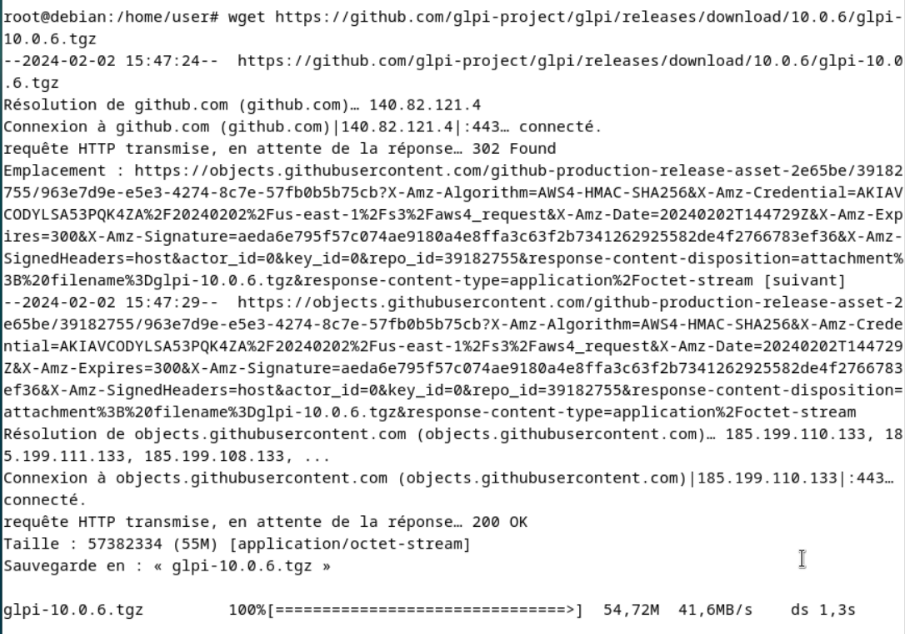 root@debian:/home/user# wget https://github.com/glpi-project/glpi/releases/download/10.0.6/glpi-
10.0.6.tgz
--2024-02-02 15:47:24--  https://github.com/glpi-project/glpi/releases/download/10.0.6/glpi-10.0
.6.tgz
Résolution de github.com (github.com)… 140.82.121.4
Connexion à github.com (github.com)|140.82.121.4|:443… connecté.
requête HTTP transmise, en attente de la réponse… 302 Found
Emplacement : https://objects.githubusercontent.com/github-production-release-asset-2e65be/39182
755/963e7d9e-e5e3-4274-8c7e-57fb0b5b75cb?X-Amz-Algorithm=AWS4-HMAC-SHA256&X-Amz-Credential=AKIAV
CODYLSA53PQK4ZA%2F20240202%2Fus-east-1%2Fs3%2Faws4_request&X-Amz-Date=20240202T144729Z&X-Amz-Exp
ires=300&X-Amz-Signature=aeda6e795f57c074ae9180a4e8ffa3c63f2b7341262925582de4f2766783ef36&X-Amz-
SignedHeaders=host&actor_id=0&key_id=0&repo_id=39182755&response-content-disposition=attachment%
3B%20filename%3Dglpi-10.0.6.tgz&response-content-type=application%2Foctet-stream [suivant]
--2024-02-02 15:47:29--  https://objects.githubusercontent.com/github-production-release-asset-2
e65be/39182755/963e7d9e-e5e3-4274-8c7e-57fb0b5b75cb?X-Amz-Algorithm=AWS4-HMAC-SHA256&X-Amz-Crede
ntial=AKIAVCODYLSA53PQK4ZA%2F20240202%2Fus-east-1%2Fs3%2Faws4_request&X-Amz-Date=20240202T144729
Z&X-Amz-Expires=300&X-Amz-Signature=aeda6e795f57c074ae9180a4e8ffa3c63f2b7341262925582de4f2766783
ef36&X-Amz-SignedHeaders=host&actor_id=0&key_id=0&repo_id=39182755&response-content-disposition=
attachment%3B%20filename%3Dglpi-10.0.6.tgz&response-content-type=application%2Foctet-stream
Résolution de objects.githubusercontent.com (objects.githubusercontent.com)… 185.199.110.133, 18
5.199.111.133, 185.199.108.133, ...
Connexion à objects.githubusercontent.com (objects.githubusercontent.com)|185.199.110.133|:443…
connecté.
requête HTTP transmise, en attente de la réponse… 200 OK
Taille : 57382334 (55M) [application/octet-stream]
Sauvegarde en : « glpi-10.0.6.tgz »
glpi-10.0.6.tgz         100%[================================>]  54,72M  41,6MB/s    ds 1,3s